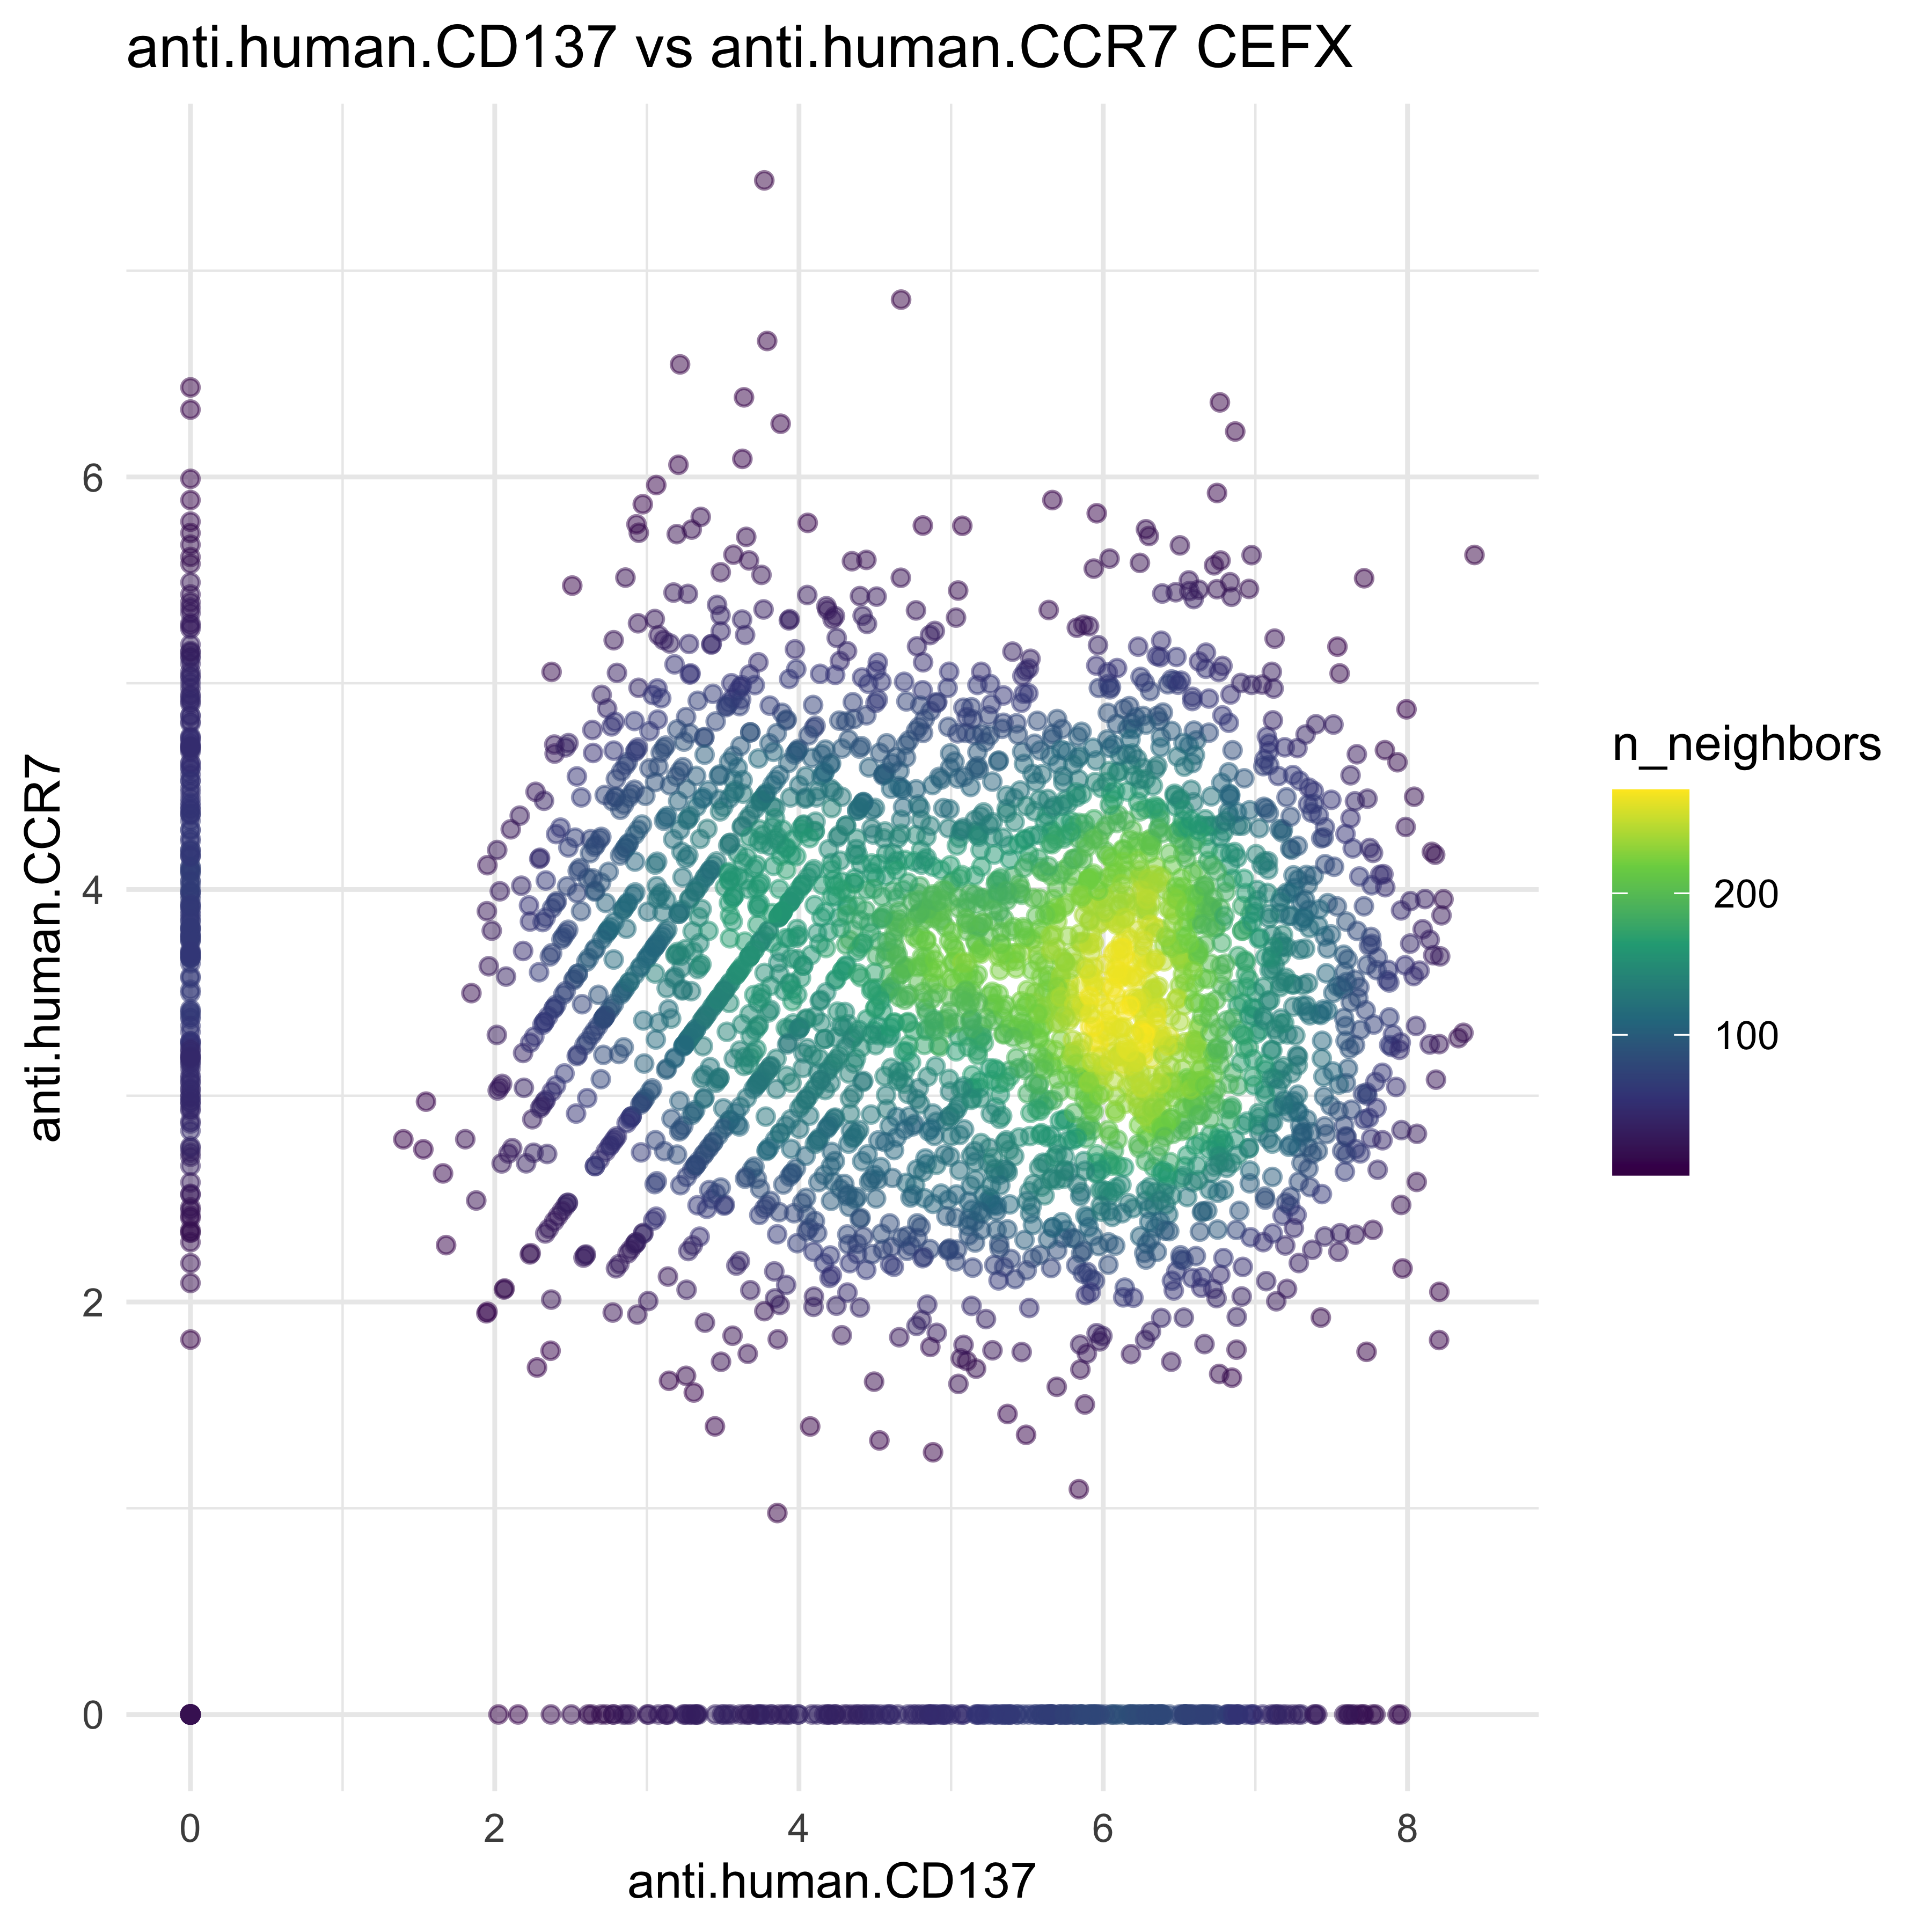 anti.human.CD137 vs anti.human.CCR7 CEFX
anti.human.CCR7
6
4
2
0
0 2 4 6 8
anti.human.CD137
n_neighbors
200
100